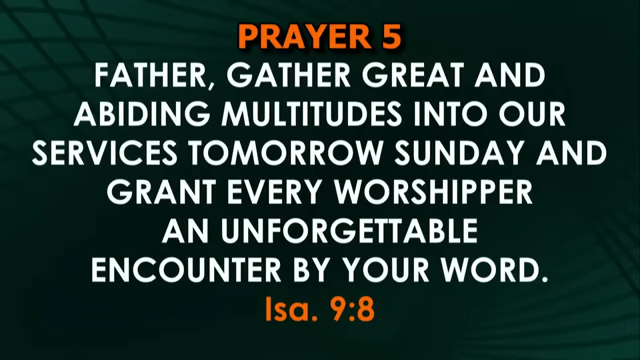 PRAYER 5
FATHER, GATHER GREAT AND
ABIDING MULTITUDES INTO OUR
SERVICES TOMORROW SUNDAY AND
GRANT EVERY WORSHIPPER
AN UNFORGETTABLE
ENCOUNTER BY YOUR WORD.
Isa. 9:8